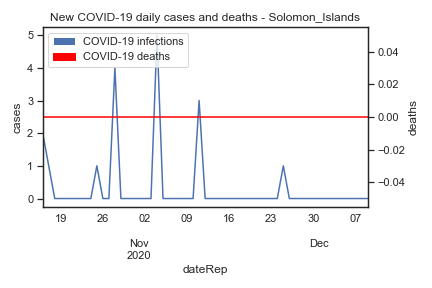 New COVID-19 daily cases and deaths - Solomon_Islands
COVID-19 infections
COVID-19 deaths
cases
5
4
3
2
1
0
deaths
0.04
0.02
0.00
−0.02
−0.04
19 26 02 09 16 23 30 07
Nov Dec
2020
dateRep